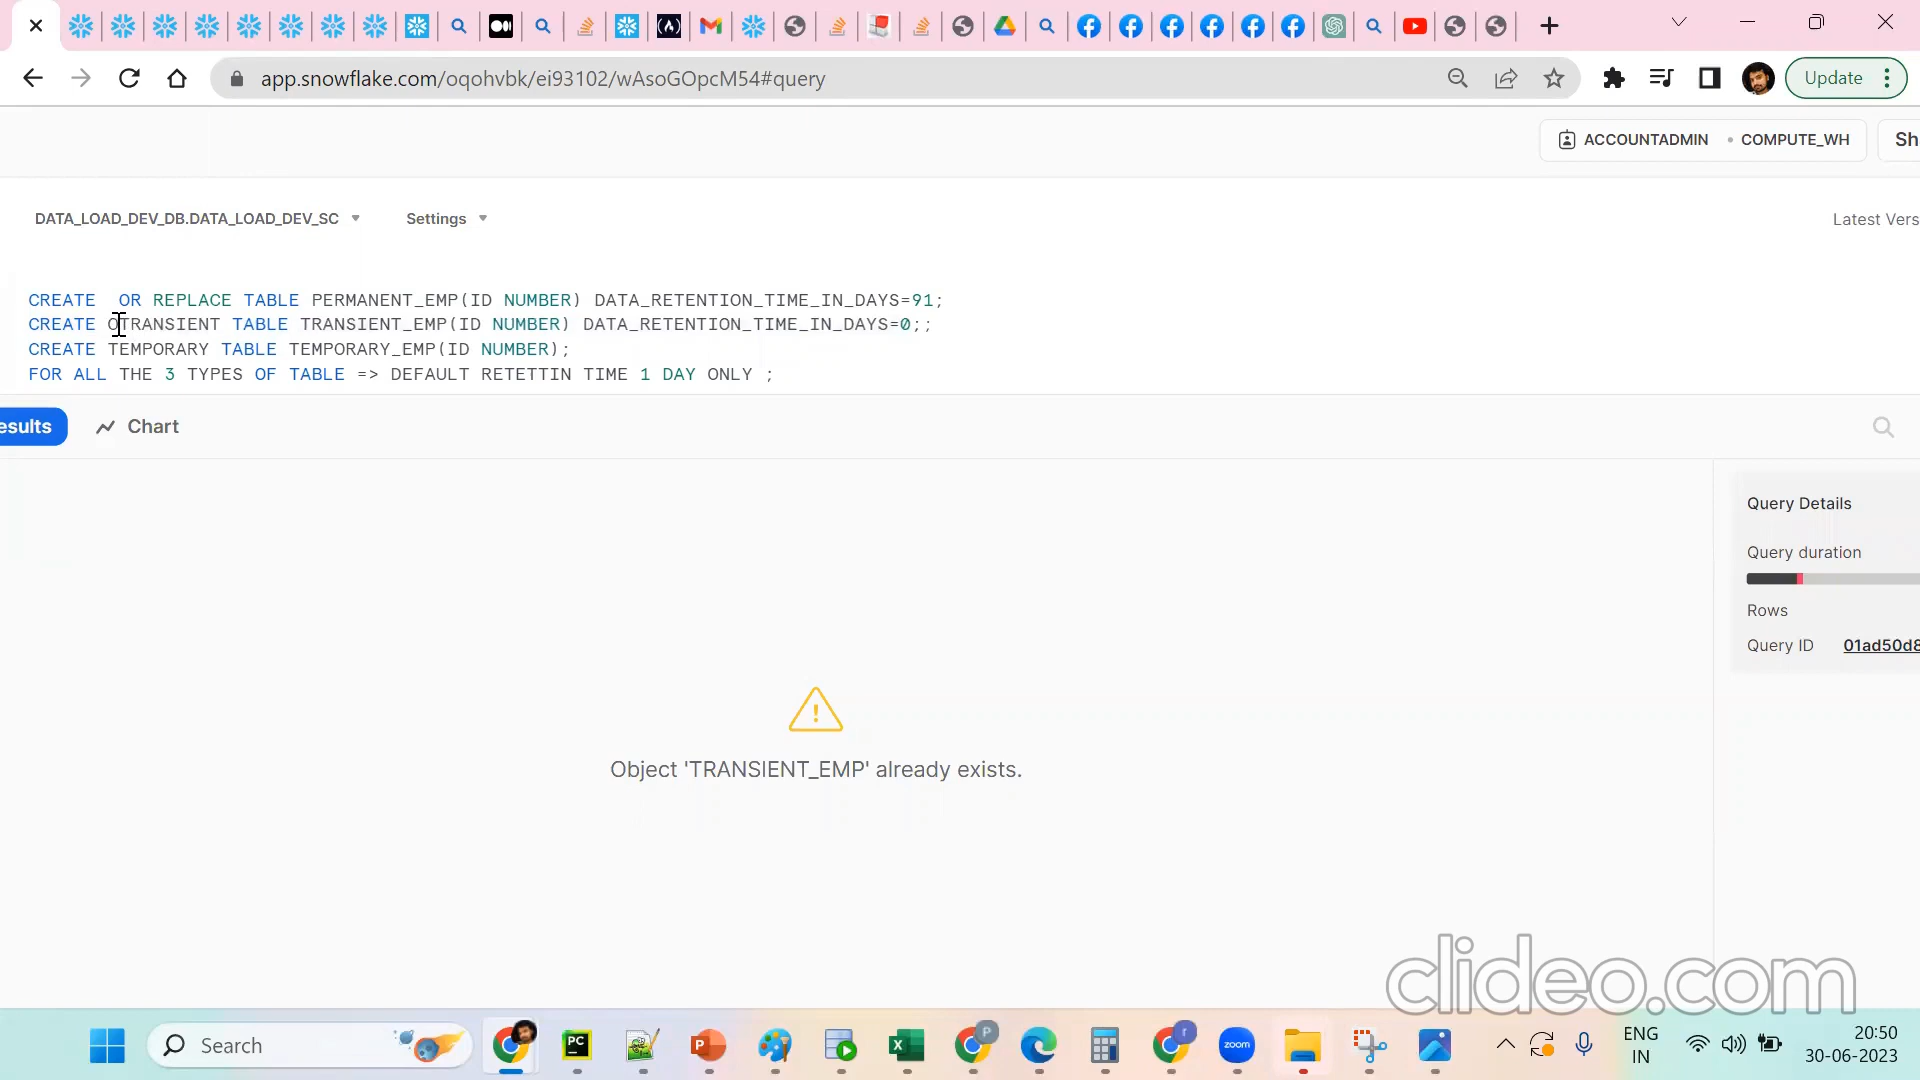 app.snowflake.com/oqohvbk/ei93102/wAsoGOpcM54#query
Update
ACCOUNTADMIN • COMPUTE_WH
Sh
DATA_LOAD_DEV_DB.DATA_LOAD_DEV_SC
Settings
Latest Vers
CREATE  OR REPLACE TABLE PERMANENT_EMP(ID NUMBER) DATA_RETENTION_TIME_IN_DAYS=91;
CREATE OTRANSIENT TABLE TRANSIENT_EMP(ID NUMBER) DATA_RETENTION_TIME_IN_DAYS=0;;
CREATE TEMPORARY TABLE TEMPORARY_EMP(ID NUMBER);
FOR ALL THE 3 TYPES OF TABLE => DEFAULT RETETTIN TIME 1 DAY ONLY ;
esults
Chart
Query Details
Query duration
Rows
Query ID 01ad50d8
Object 'TRANSIENT_EMP' already exists.
clideo.com
Search
PC
P
X
P
r
zoom
ENG
IN
20:50
30-06-2023